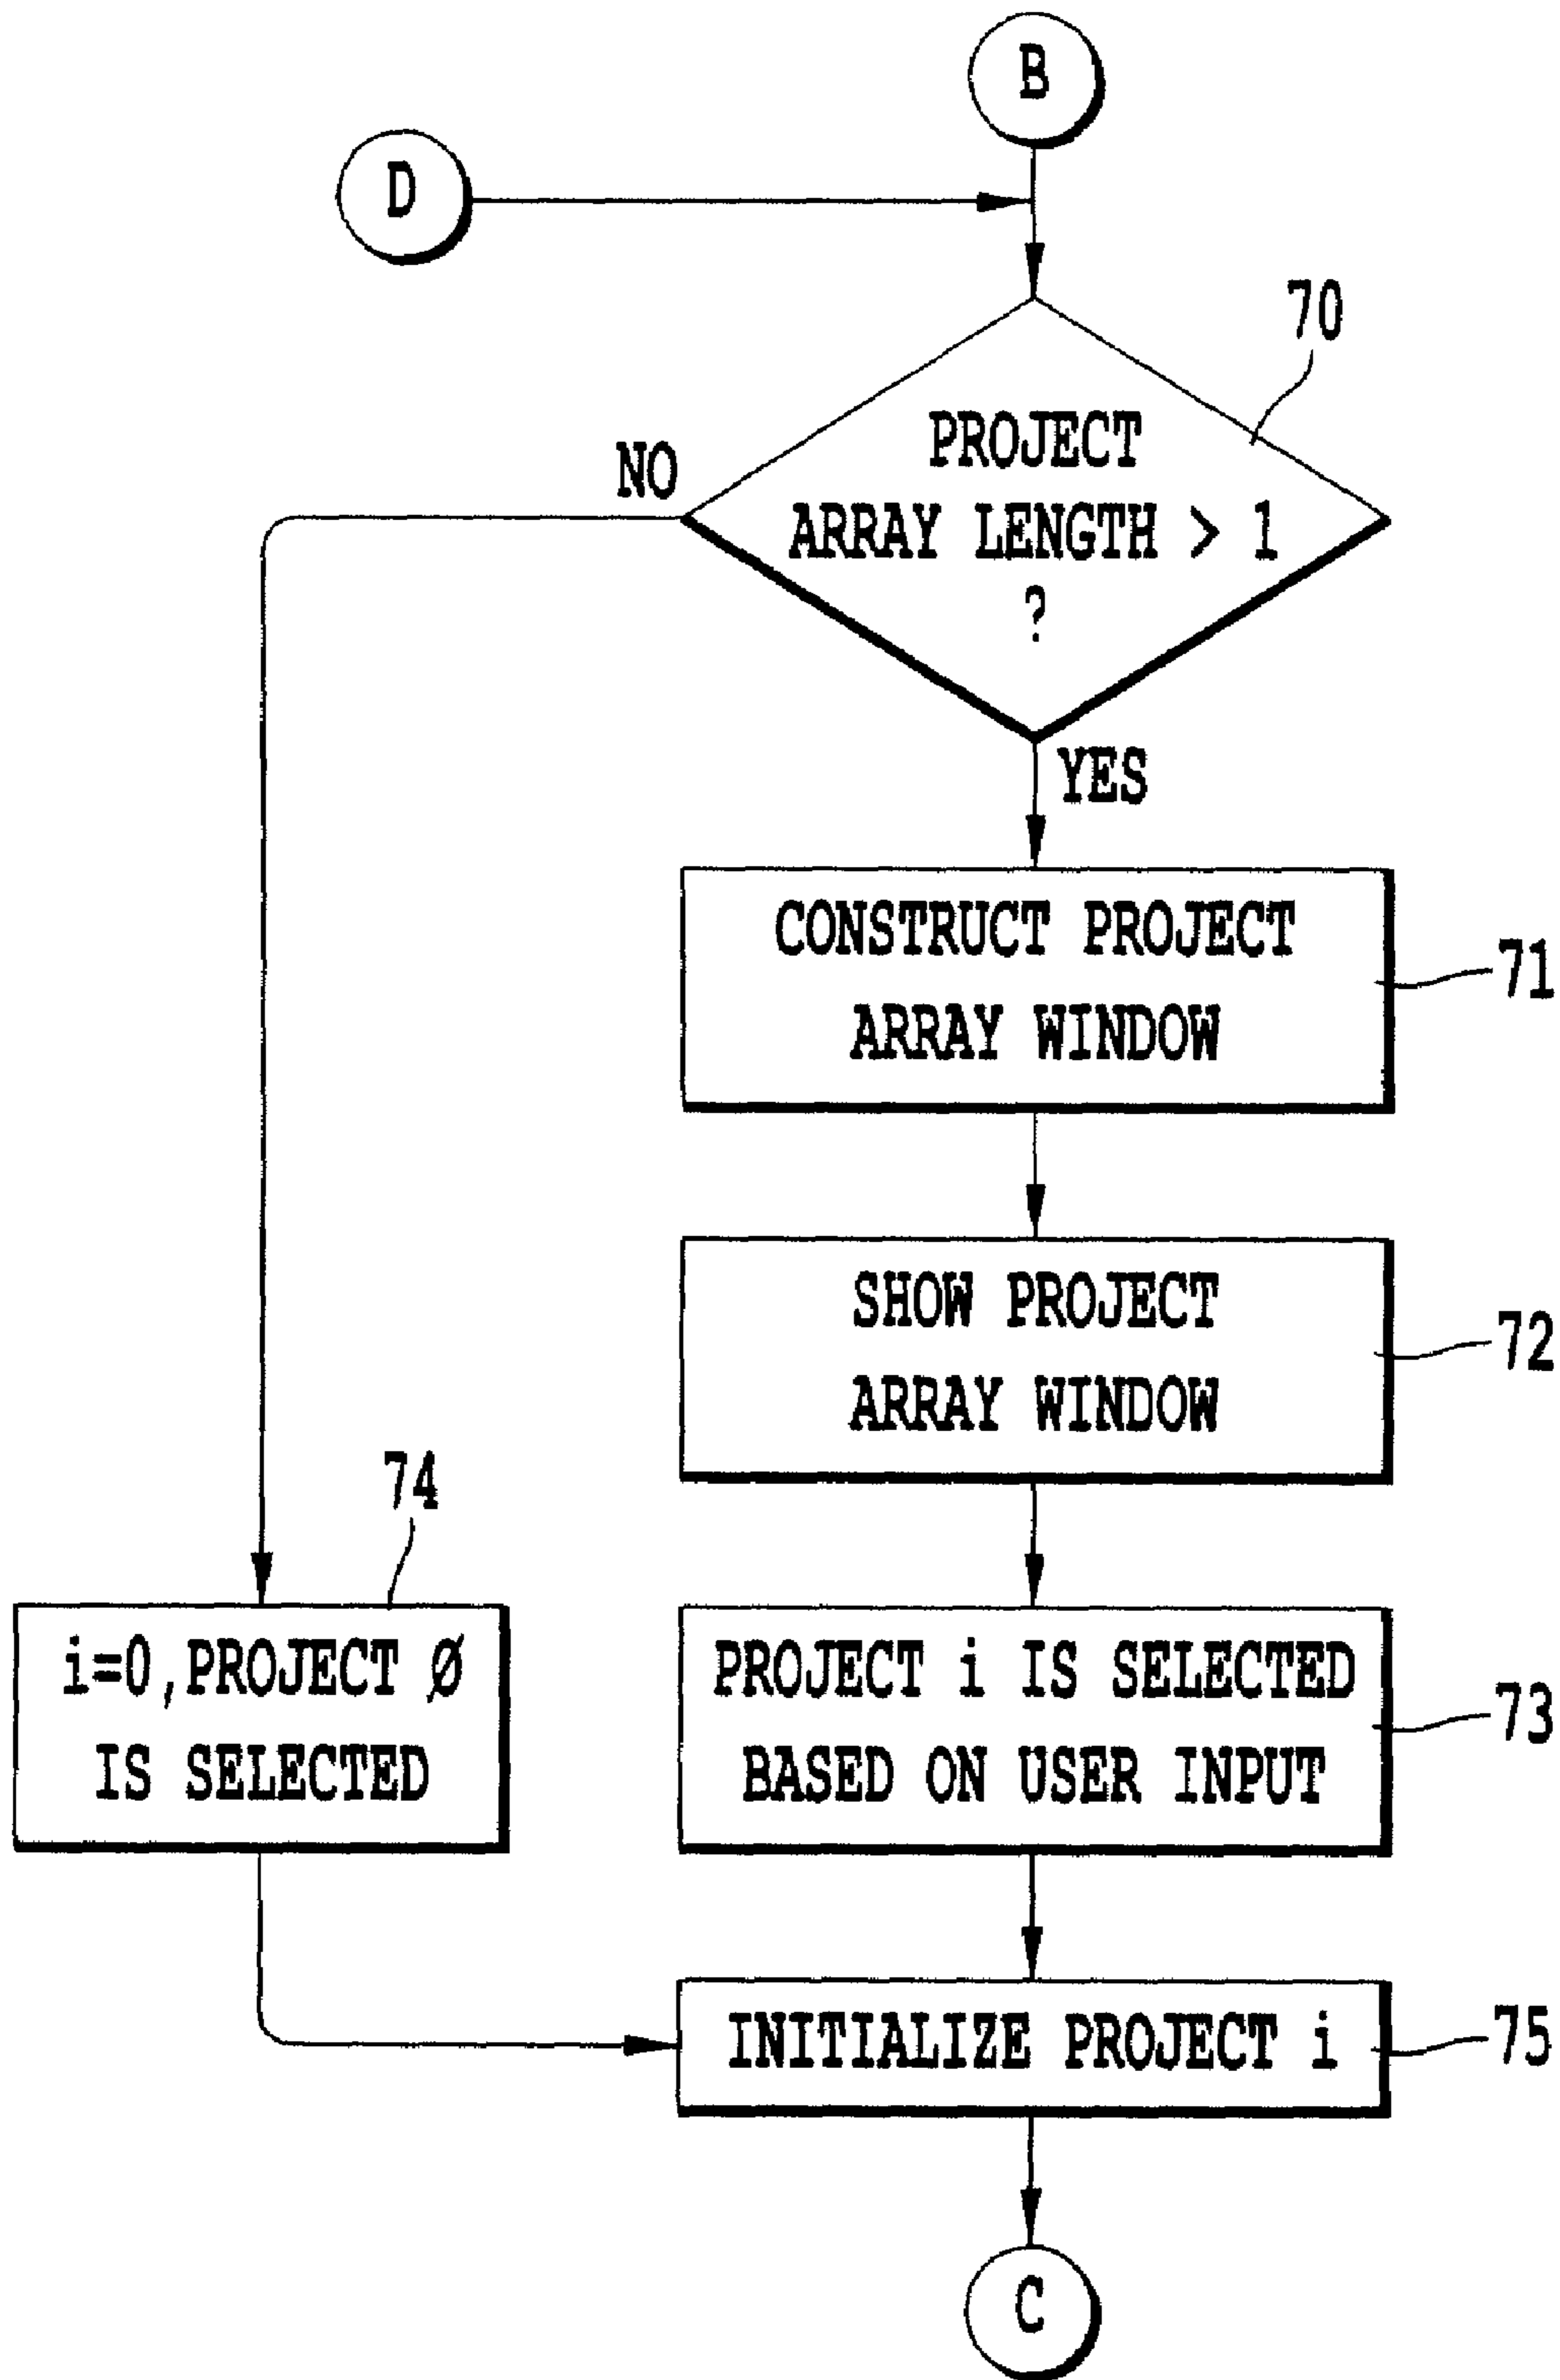 B
D
70
PROJECT
NO
ARRAY LENGTH > 1
?
YES
CONSTRUCT PROJECT
ARRAY WINDOW
71
SHOW PROJECT
ARRAY WINDOW
72
74
i=0,PROJECT Ø
IS SELECTED
PROJECT i IS SELECTED
BASED ON USER INPUT
73
INITIALIZE PROJECT i
75
C